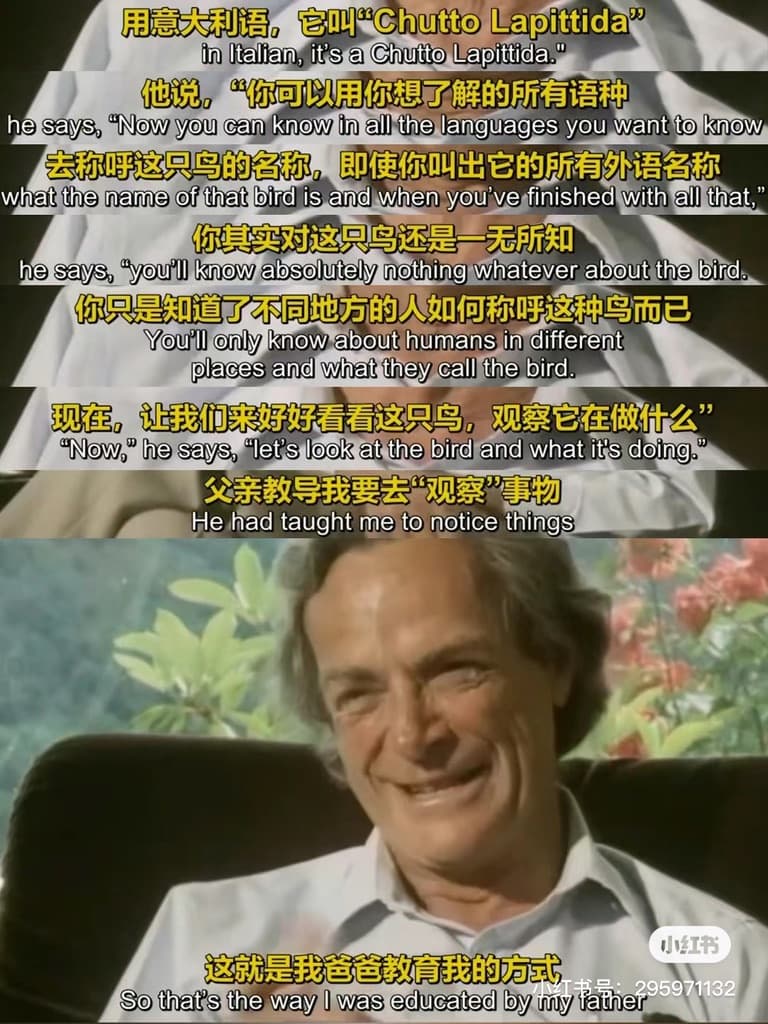 用意大利语，它叫“Chutto Lapittida”
in Italian, it's a Chutto Lapittida."
他说，“你可以用你想了解的所有语种
he says, “Now you can know in all the languages you want to know
去称呼这只鸟的名称，即使你叫出它的所有外语名称
what the name of that bird is and when you've finished with all that,”
你其实对这只鸟还是一无所知
he says, “you'll know absolutely nothing whatever about the bird.
你只是知道了不同地方的人如何称呼这种鸟而已
You'll only know about humans in different
places and what they call the bird.
现在，让我们来好好看看这只鸟，观察它在做什么”
“Now,” he says, “let's look at the bird and what it's doing.”
父亲教导我要去“观察”事物
He had taught me to notice things
小红书
这就是我爸爸教育我的方式
小红书号：295971132
So that's the way I was educated by my father